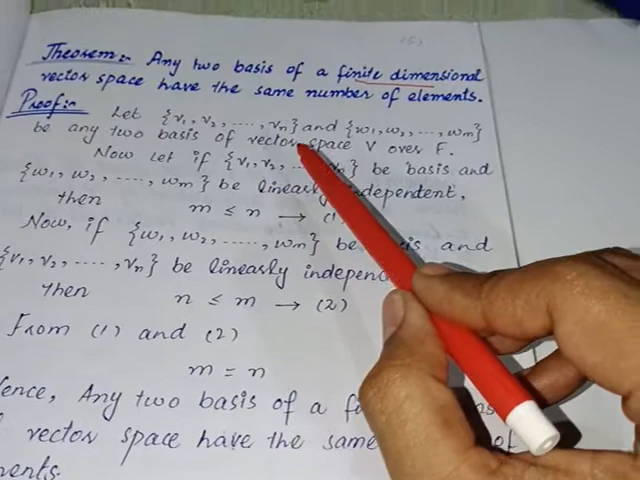 Theorem:- Any two basis of a finite dimensional
vector space have the same number of elements.
Proof:- Let {v1, v2, ...., vn} and {w1, w2, ..., wm}
be any two basis of vector space V over F.
Now let if {v1, v2, ... vn} be basis and
{w1, w2, ...., wm} be linearly independent,
then m ≤ n → (1)
Now, if {w1, w2, ....., wm} be and
{v1, v2, ...., vn} be linearly
then n ≤ m → (2)
From (1) and (2)
m = n
Any two basis of a
vector space have the same of